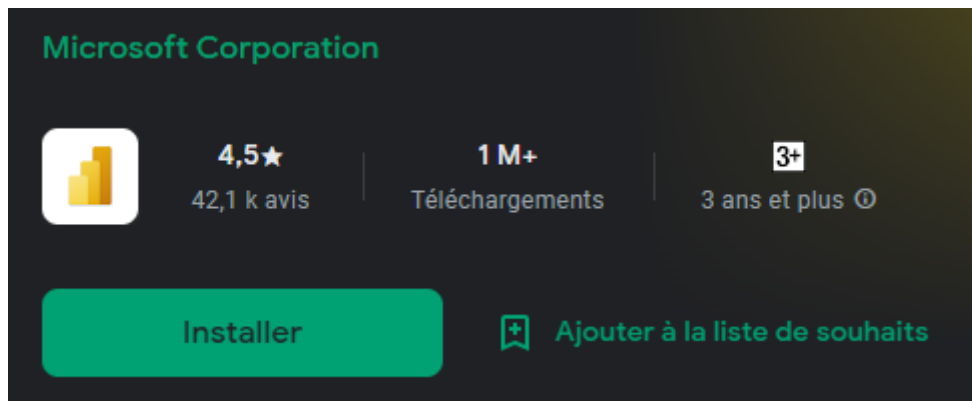 Microsoft Corporation
4,5★ 1 M+ 3+
42,1 k avis Téléchargements 3 ans et plus
Installer Ajouter à la liste de souhaits